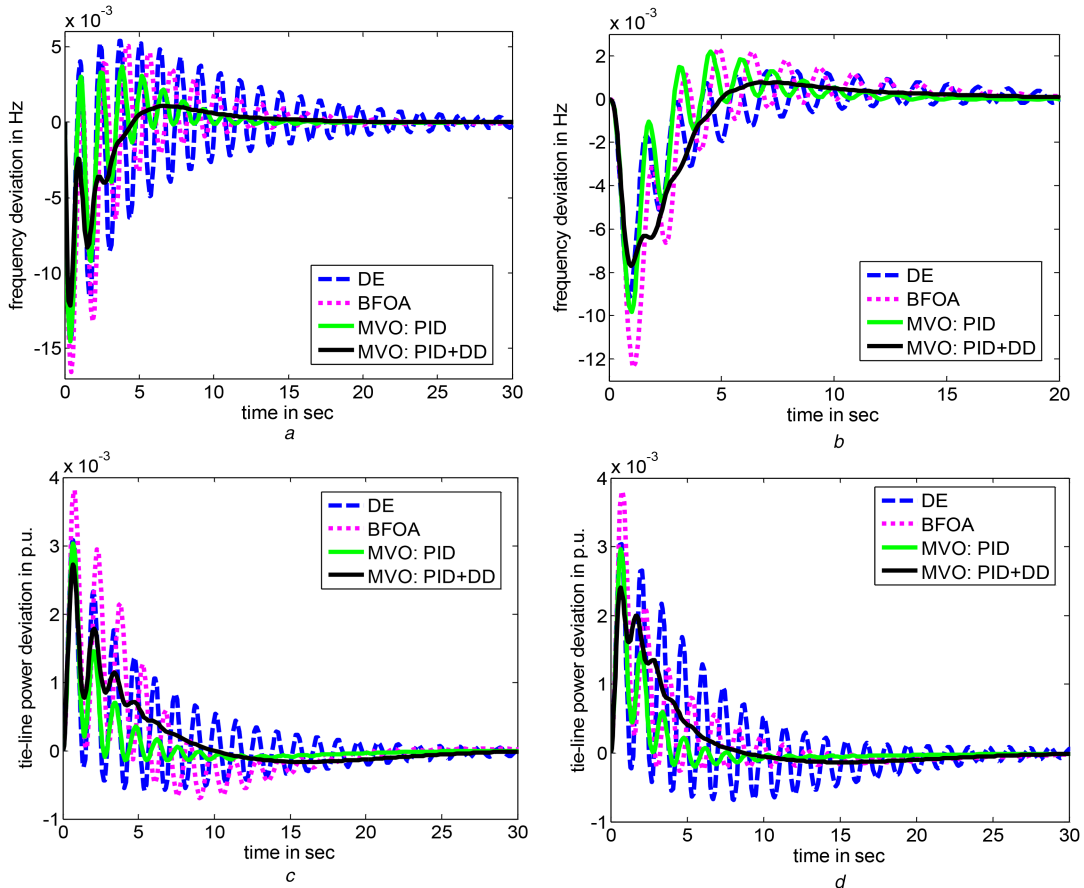 x 10⁻³
5
0
-5
-10
-15
0 5 10 15 20 25 30
frequency deviation in Hz
time in sec
DE
BFOA
MVO: PID
MVO: PID+DD
a
x 10⁻³
2
0
-2
-4
-6
-8
-10
-12
0 5 10 15 20
frequency deviation in Hz
time in sec
DE
BFOA
MVO: PID
MVO: PID+DD
b
x 10⁻³
4
3
2
1
0
-1
0 5 10 15 20 25 30
tie-line power deviation in p.u.
time in sec
DE
BFOA
MVO: PID
MVO: PID+DD
c
x 10⁻³
4
3
2
1
0
-1
0 5 10 15 20 25 30
tie-line power deviation in p.u.
time in sec
DE
BFOA
MVO: PID
MVO: PID+DD
d